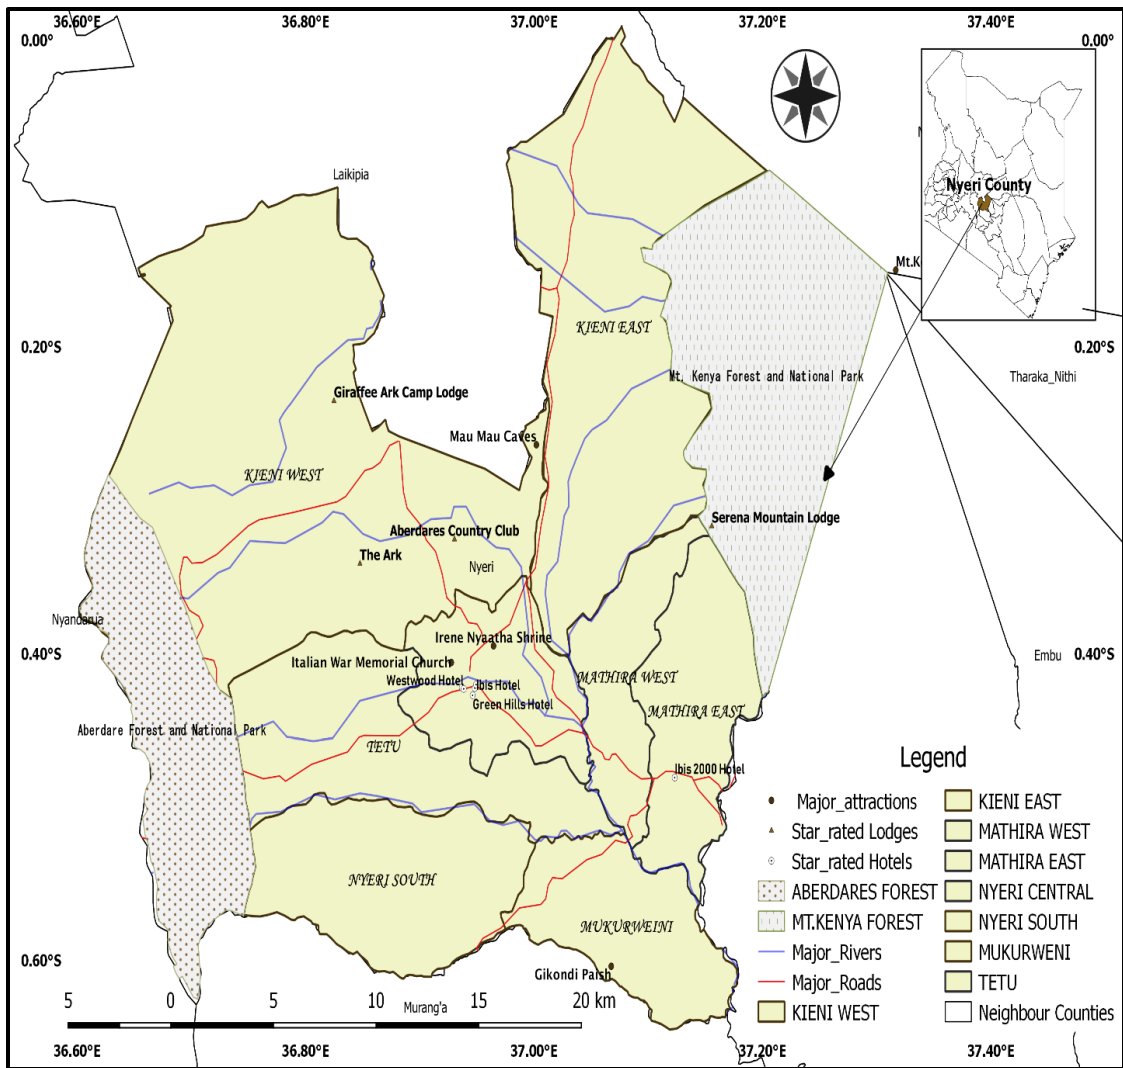 36.60°E 36.80°E 37.00°E 37.20°E 37.40°E
0.00° 0.00°
Laikipia
Nyeri County
Mt.K
KIENI EAST
0.20°S 0.20°S
Mt. Kenya Forest and National Park
Tharaka_Nithi
Giraffee Ark Camp Lodge
Mau Mau Caves
KIENI WEST
Serena Mountain Lodge
Aberdares Country Club
The Ark
Nyeri
Nyandarua
Irene Nyaatha Shrine
0.40°S 0.40°S
Embu
Italian War Memorial Church
MATHIRA WEST
Westwood Hotel
Ibis Hotel
Green Hills Hotel
MATHIRA EAST
Aberdare Forest and National Park
TETU
Ibis 2000 Hotel
NYERI SOUTH
MUKURWEINI
0.60°S
Gikondi Paish
Murang'a
5 0 5 10 15 20 km
Legend
Major_attractions
Star_rated Lodges
Star_rated Hotels
ABERDARES FOREST
MT.KENYA FOREST
Major_Rivers
Major_Roads
KIENI WEST
KIENI EAST
MATHIRA WEST
MATHIRA EAST
NYERI CENTRAL
NYERI SOUTH
MUKURWENI
TETU
Neighbour Counties
36.60°E 36.80°E 37.00°E 37.20°E 37.40°E